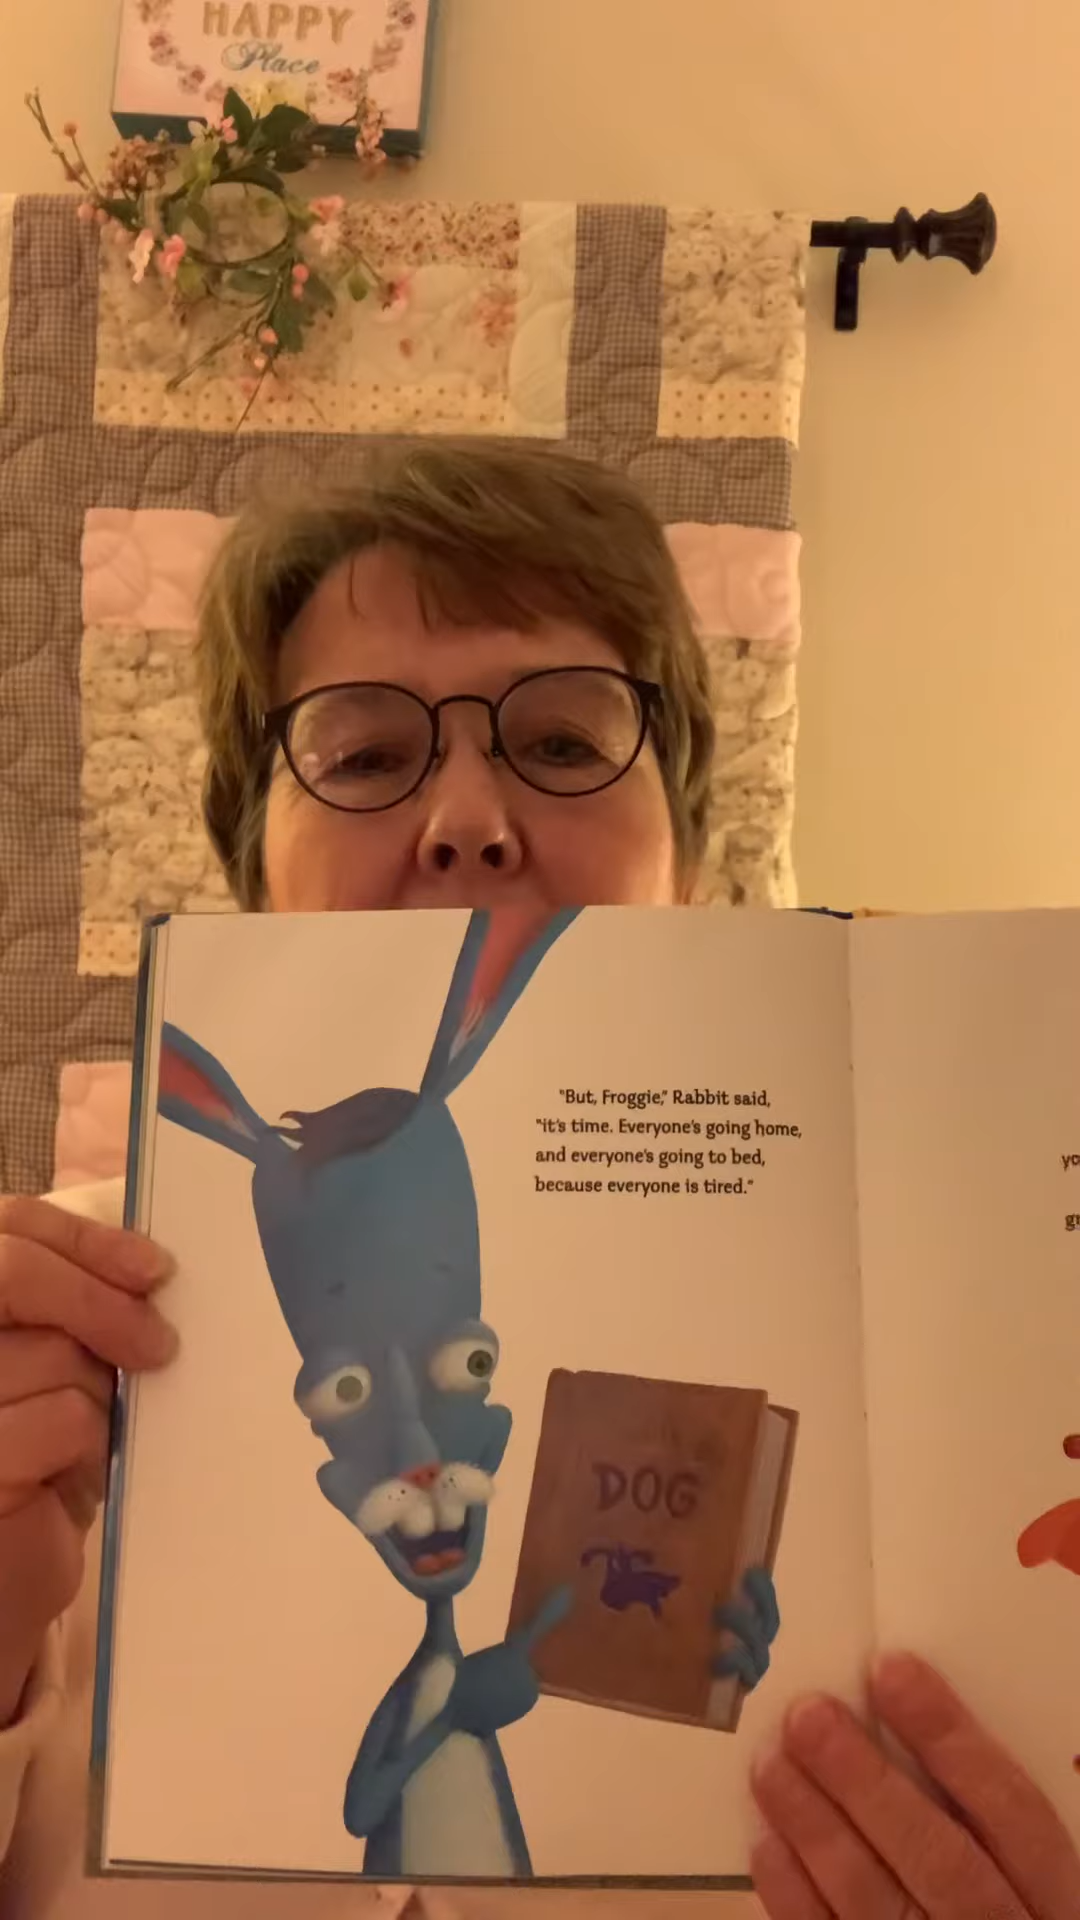 HAPPY
Place
"But, Froggie," Rabbit said,
"it's time. Everyone's going home,
and everyone's going to bed,
because everyone is tired."
DOG